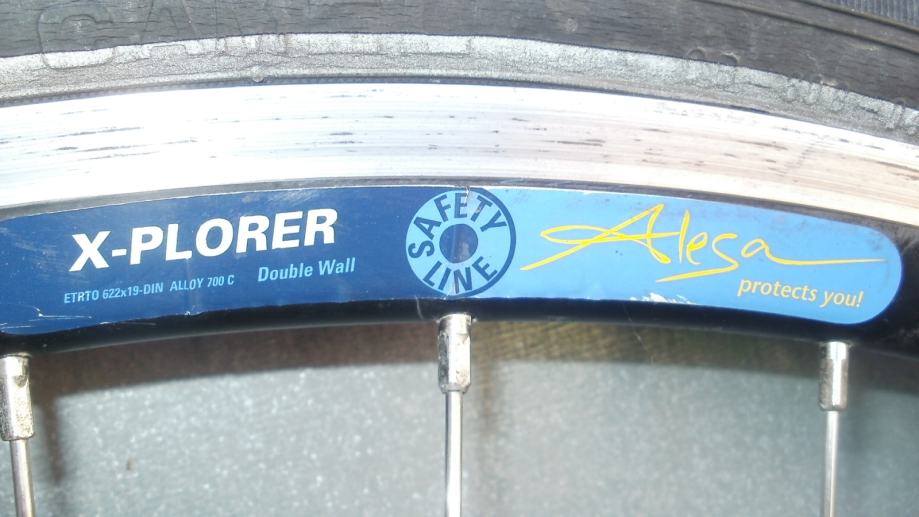 X-PLORER
ETRTO 622x19-DIN ALLOY 700 C Double Wall
SAFETY
LINE
Alesa
protects you!